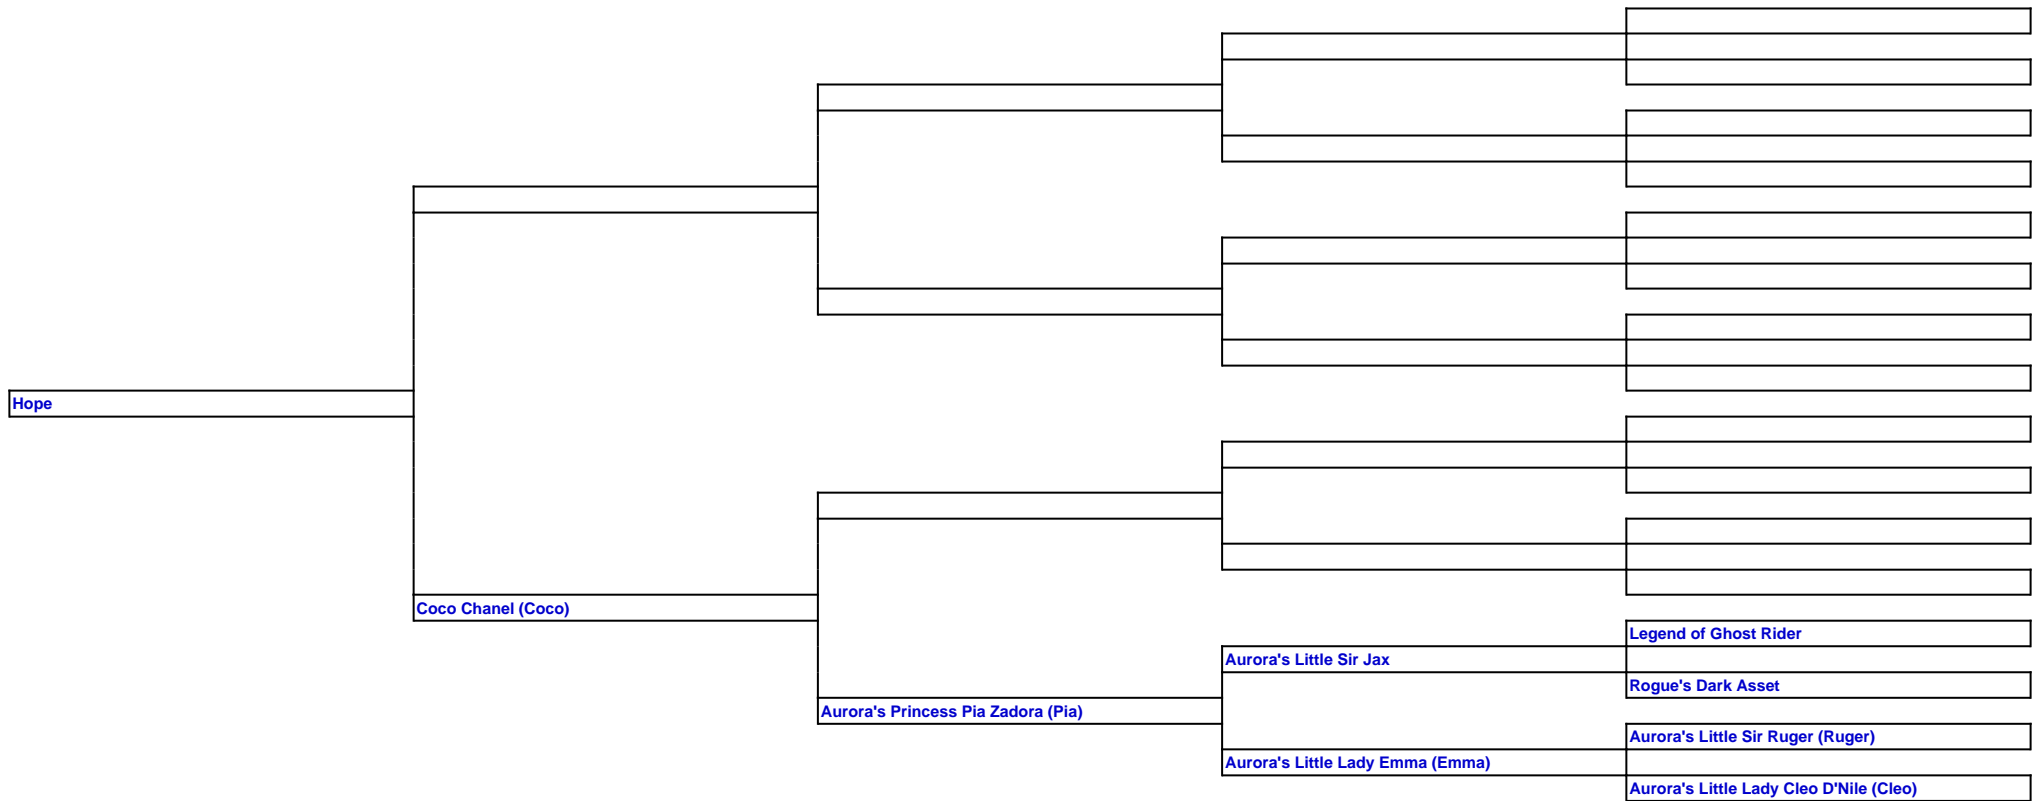 Hope
Coco Chanel (Coco)
Legend of Ghost Rider
Aurora's Little Sir Jax
Rogue's Dark Asset
Aurora's Princess Pia Zadora (Pia)
Aurora's Little Sir Ruger (Ruger)
Aurora's Little Lady Emma (Emma)
Aurora's Little Lady Cleo D'Nile (Cleo)